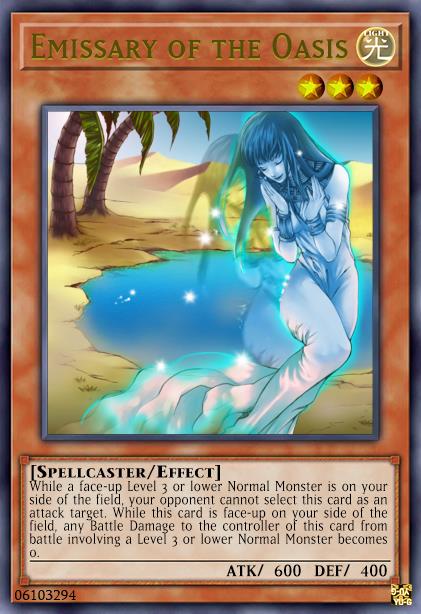 Emissary of the Oasis
LIGHT
光
[Spellcaster/Effect]
While a face-up Level 3 or lower Normal Monster is on your
side of the field, your opponent cannot select this card as an
attack target. While this card is face-up on your side of the
field, any Battle Damage to the controller of this card from
battle involving a Level 3 or lower Normal Monster becomes
0.
ATK/ 600 DEF/ 400
06103294